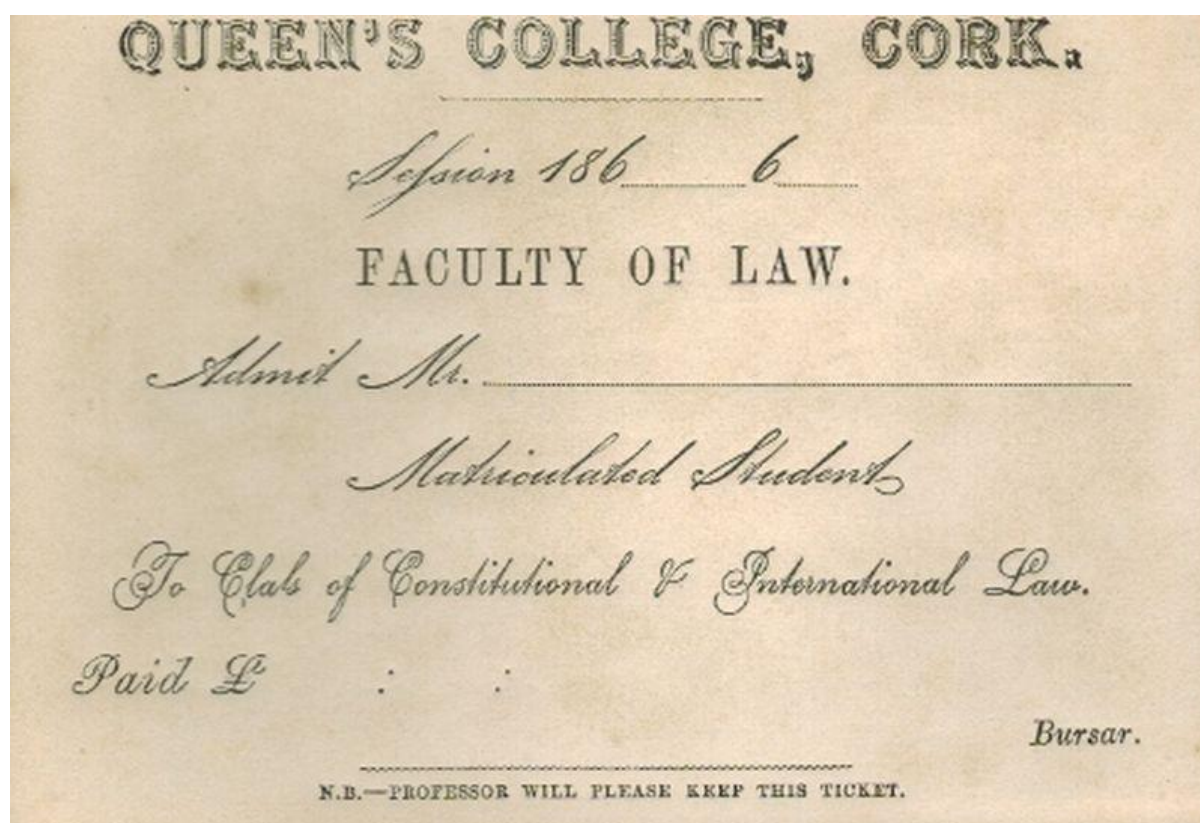 QUEEN'S COLLEGE, CORK.
Session 186 6
FACULTY OF LAW.
Admit Mr.
Matriculated Student
To Class of Constitutional & International Law.
Paid £ : :
Bursar.
N.B.—PROFESSOR WILL PLEASE KEEP THIS TICKET.